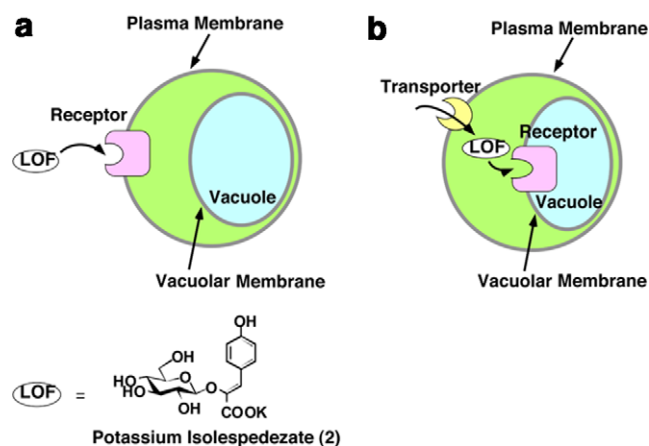 a
Plasma Membrane
Receptor
LOF
Vacuole
Vacuolar Membrane
b
Plasma Membrane
Transporter
LOF
Receptor
Vacuole
Vacuolar Membrane
LOF =
OH
OH
HO
HO
O
O
OH
COOK
Potassium Isolespedezate (2)